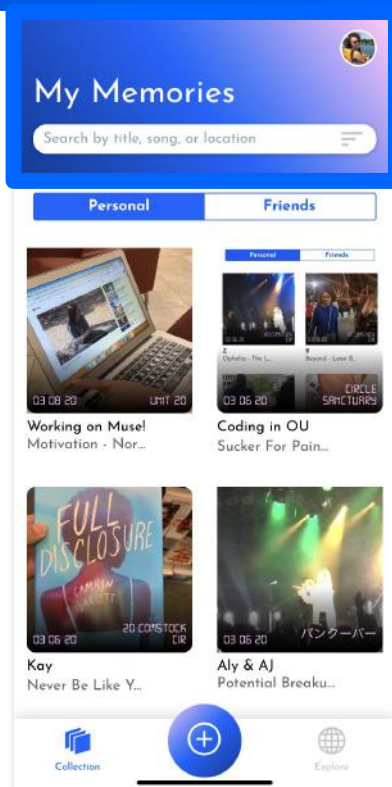 My Memories
Search by title, song, or location
Personal
Friends
Personal
Friends
03 08 20
UNIT 20
Z
Ophelia - The L...
Beyond - Leon B...
03 06 20
CIRCLE
SANCTUARY
Working on Muse!
Motivation - Nor...
Coding in OU
Sucker For Pain...
FULL
DISCLOSURE
CAMRYN
GARRETT
03 06 20
20 COMSTOCK
CIR
03 06 20
バンクーバー
Kay
Never Be Like Y...
Aly & AJ
Potential Breaku...
Collection
Explore